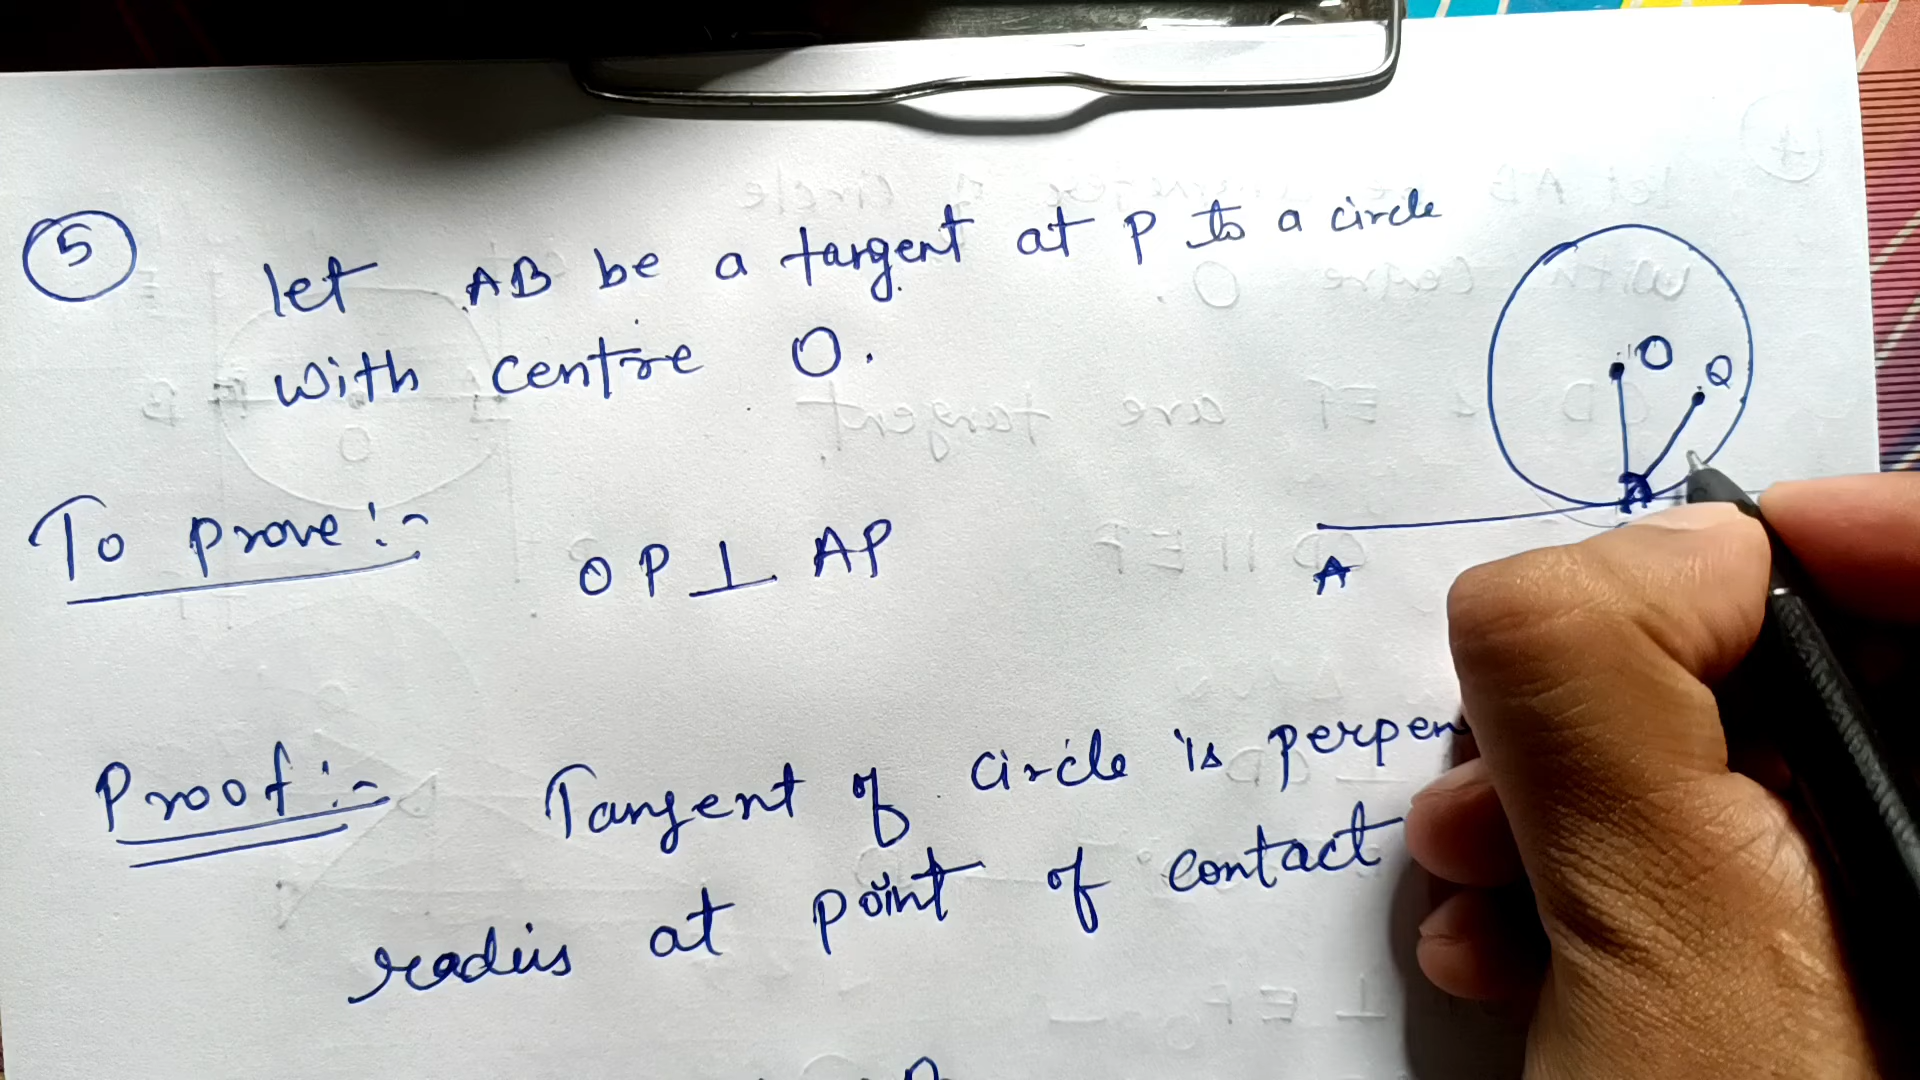 5
let AB be a tangent at P to a circle
with centre O.
O
Q
A
To prove :-
OP ⊥ AP
Proof :-
Tangent of circle is perpen
radius at point of contact